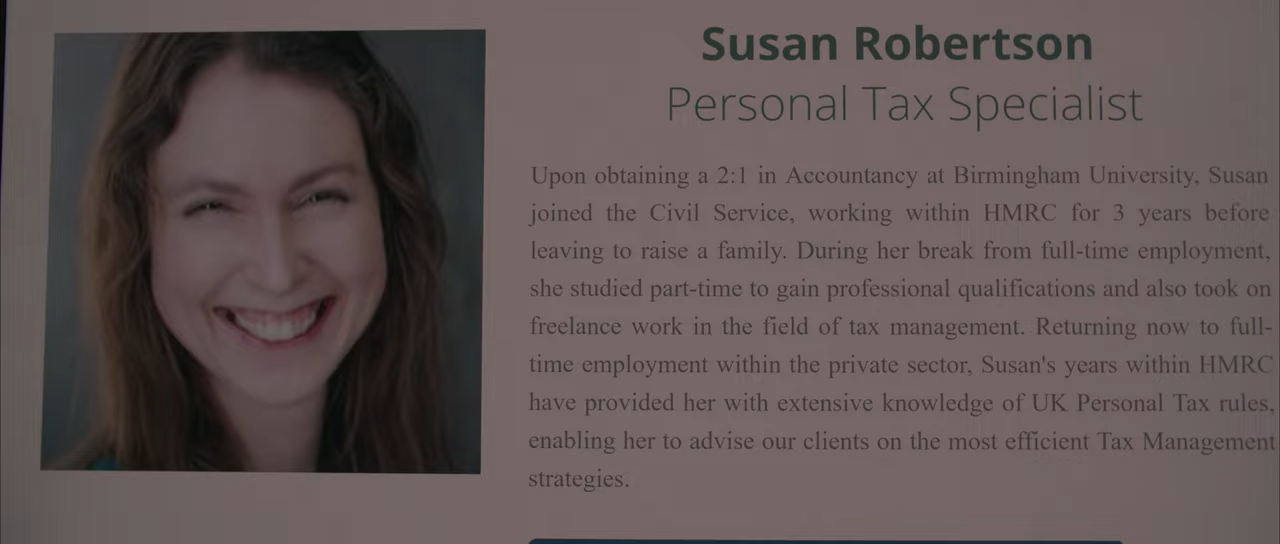 Susan Robertson
Personal Tax Specialist
Upon obtaining a 2:1 in Accountancy at Birmingham University, Susan
joined the Civil Service, working within HMRC for 3 years before
leaving to raise a family. During her break from full-time employment,
she studied part-time to gain professional qualifications and also took on
freelance work in the field of tax management. Returning now to full-
time employment within the private sector, Susan's years within HMRC
have provided her with extensive knowledge of UK Personal Tax rules,
enabling her to advise our clients on the most efficient Tax Management
strategies.